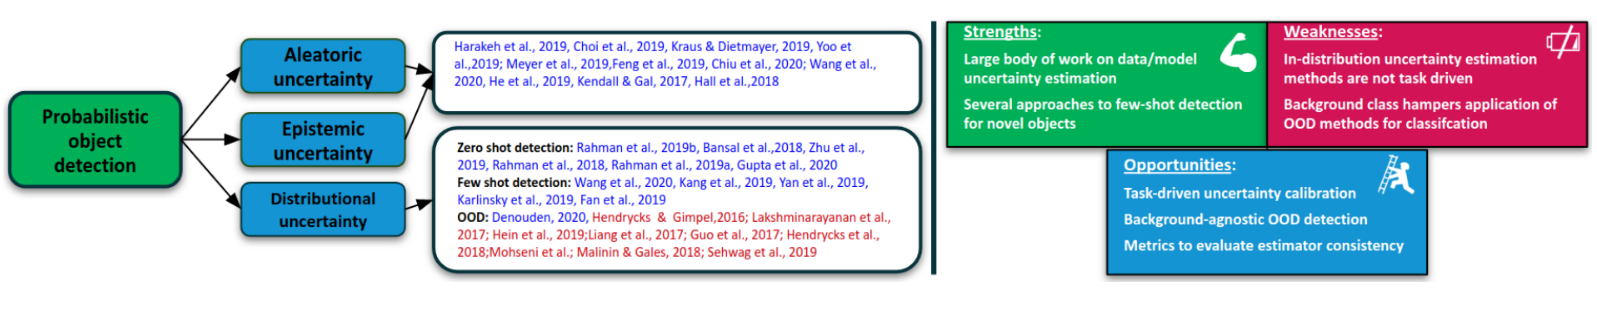 Probabilistic
object
detection
Aleatoric
uncertainty
Epistemic
uncertainty
Distributional
uncertainty
Harakeh et al., 2019, Choi et al., 2019, Kraus & Dietmayer, 2019, Yoo et
al.,2019; Meyer et al., 2019,Feng et al., 2019, Chiu et al., 2020; Wang et al.,
2020, He et al., 2019, Kendall & Gal, 2017, Hall et al.,2018
Zero shot detection: Rahman et al., 2019b, Bansal et al.,2018, Zhu et al.,
2019, Rahman et al., 2018, Rahman et al., 2019a, Gupta et al., 2020
Few shot detection: Wang et al., 2020, Kang et al., 2019, Yan et al., 2019,
Karlinsky et al., 2019, Fan et al., 2019
OOD: Denouden, 2020, Hendrycks & Gimpel,2016; Lakshminarayanan et al.,
2017; Hein et al., 2019;Liang et al., 2017; Guo et al., 2017; Hendrycks et al.,
2018;Mohseni et al.; Malinin & Gales, 2018; Sehwag et al., 2019
Strengths:
Large body of work on data/model
uncertainty estimation
Several approaches to few-shot detection
for novel objects
Weaknesses:
In-distribution uncertainty estimation
methods are not task driven
Background class hampers application of
OOD methods for classifcation
Opportunities:
Task-driven uncertainty calibration
Background-agnostic OOD detection
Metrics to evaluate estimator consistency